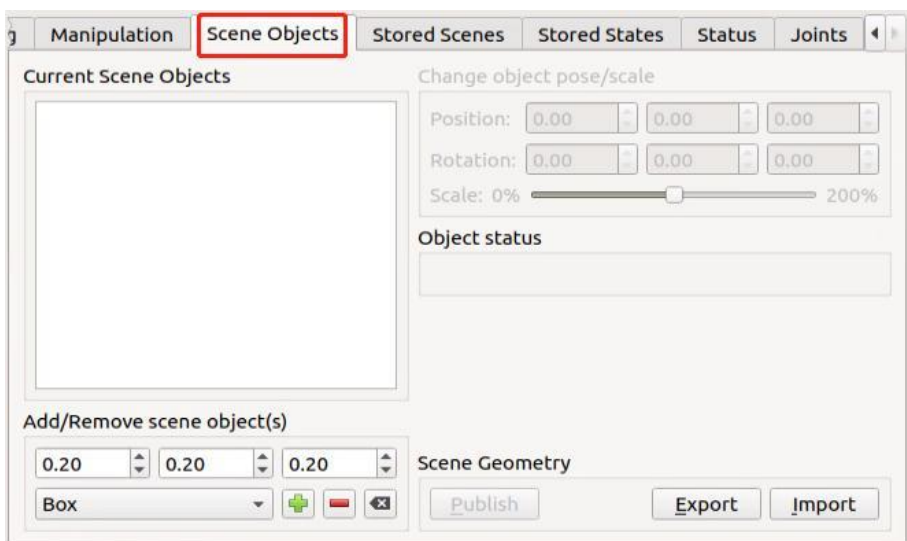 g Manipulation Scene Objects Stored Scenes Stored States Status Joints
Current Scene Objects
Change object pose/scale
Position: 0.00 0.00 0.00
Rotation: 0.00 0.00 0.00
Scale: 0% 200%
Object status
Add/Remove scene object(s)
0.20 0.20 0.20
Box
Scene Geometry
Publish Export Import